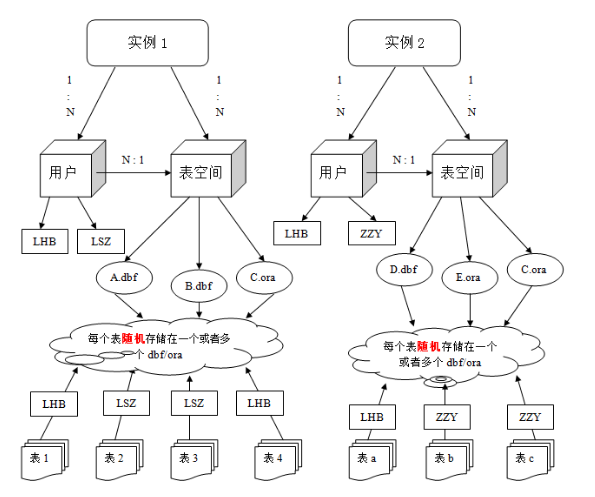 实例 1
实例 2
1
:
N
1
:
N
1
:
N
1
:
N
用户
N : 1
表空间
用户
N : 1
表空间
LHB
LSZ
LHB
ZZY
A.dbf
B.dbf
C.ora
D.dbf
E.ora
C.ora
每个表随机存储在一个或者多
个 dbf/ora
每个表随机存储在一个
或者多个 dbf/ora
LHB
LSZ
LSZ
LHB
LHB
ZZY
ZZY
表 1
表 2
表 3
表 4
表 a
表 b
表 c